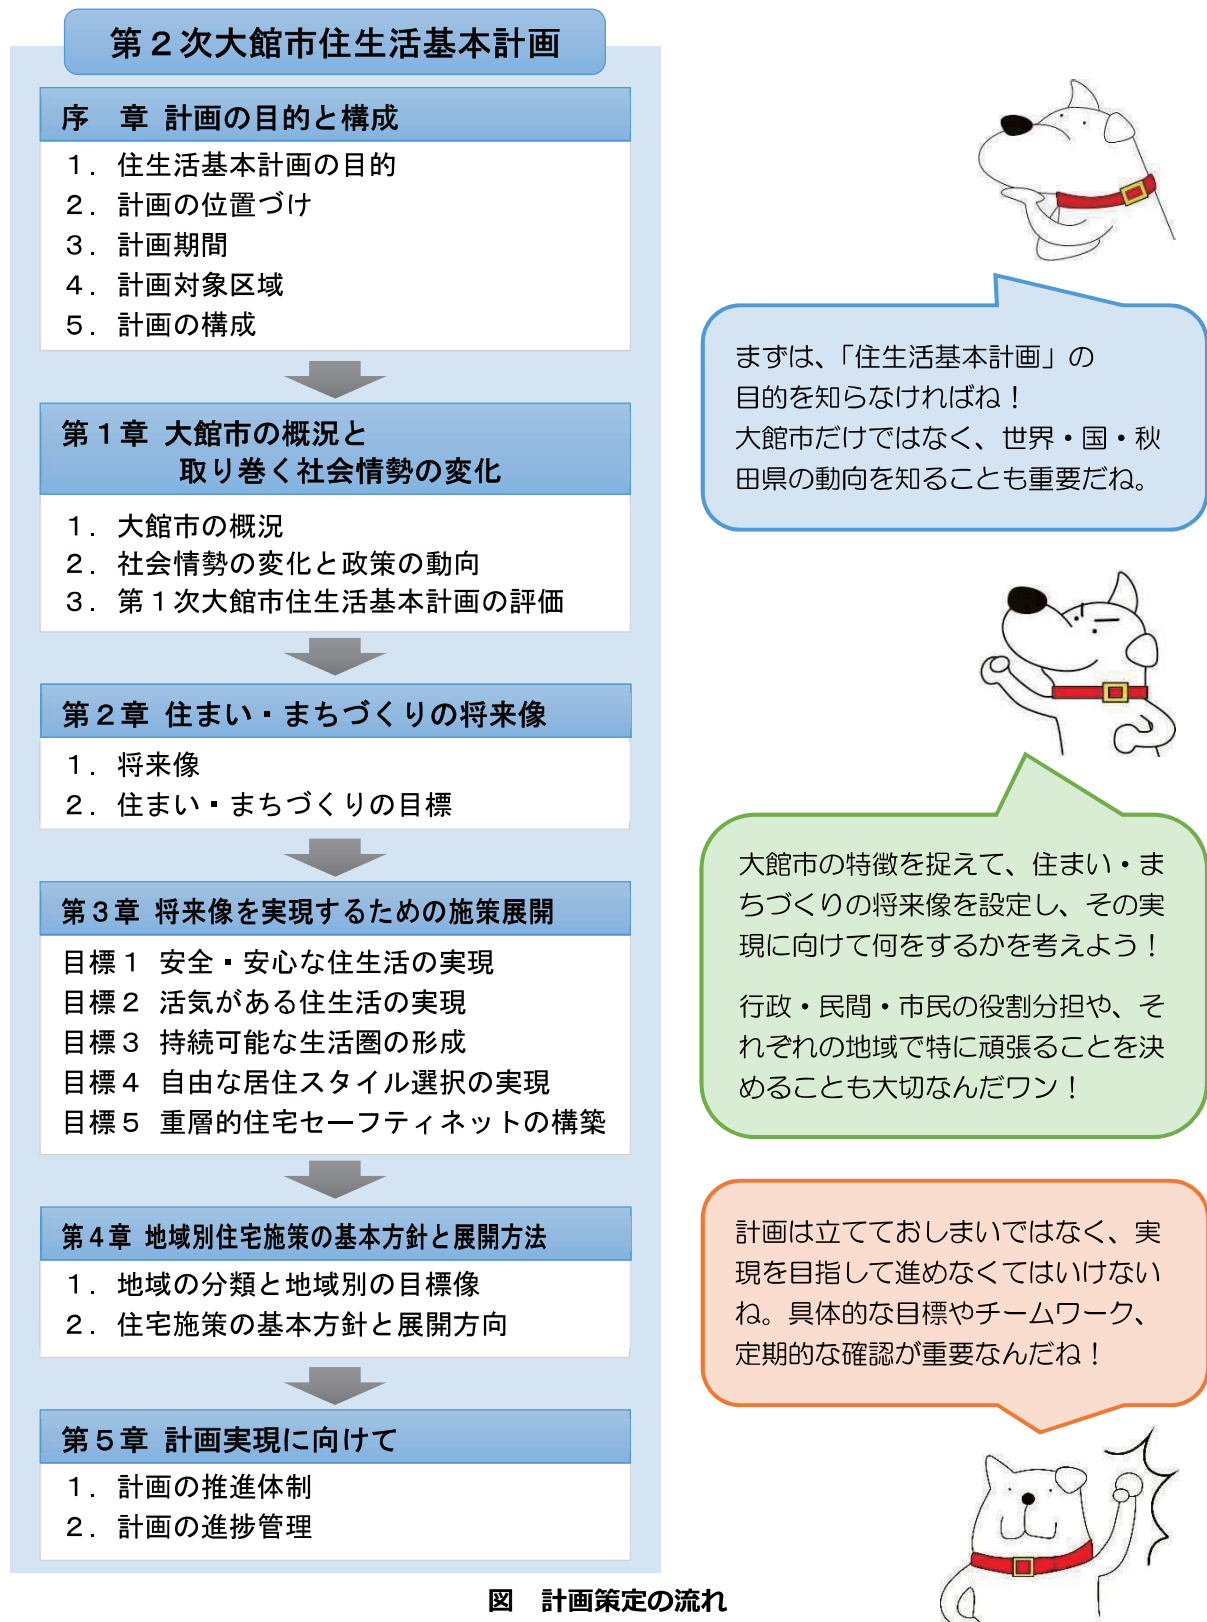 第２次大館市住生活基本計画
序　章 計画の目的と構成
１．住生活基本計画の目的
２．計画の位置づけ
３．計画期間
４．計画対象区域
５．計画の構成
第１章 大館市の概況と
取り巻く社会情勢の変化
１．大館市の概況
２．社会情勢の変化と政策の動向
３．第１次大館市住生活基本計画の評価
第２章 住まい・まちづくりの将来像
１．将来像
２．住まい・まちづくりの目標
第３章 将来像を実現するための施策展開
目標１ 安全・安心な住生活の実現
目標２ 活気がある住生活の実現
目標３ 持続可能な生活圏の形成
目標４ 自由な居住スタイル選択の実現
目標５ 重層的住宅セーフティネットの構築
第４章 地域別住宅施策の基本方針と展開方法
１．地域の分類と地域別の目標像
２．住宅施策の基本方針と展開方向
第５章 計画実現に向けて
１．計画の推進体制
２．計画の進捗管理
まずは、「住生活基本計画」の
目的を知らなければね！
大館市だけではなく、世界・国・秋
田県の動向を知ることも重要だね。
大館市の特徴を捉えて、住まい・ま
ちづくりの将来像を設定し、その実
現に向けて何をするかを考えよう！
行政・民間・市民の役割分担や、そ
れぞれの地域で特に頑張ることを決
めることも大切なんだワン！
計画は立てておしまいではなく、実
現を目指して進めなくてはいけない
ね。具体的な目標やチームワーク、
定期的な確認が重要なんだね！
図　計画策定の流れ